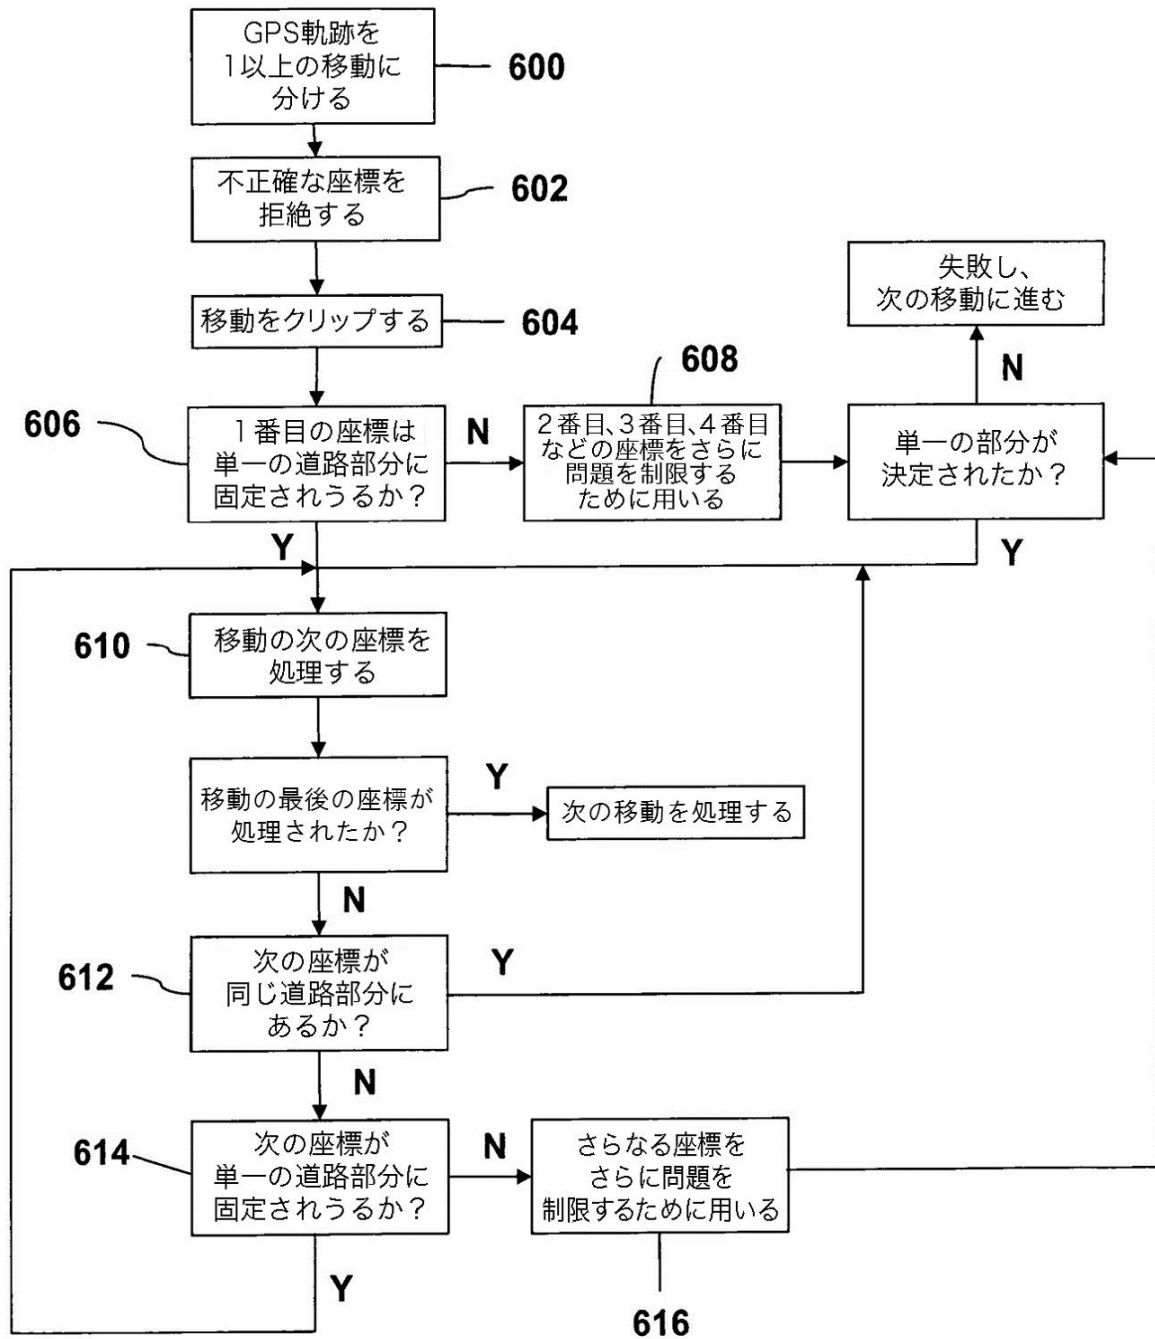 GPS軌跡を
1以上の移動に
分ける
600
不正確な座標を
拒絶する
602
移動をクリップする
604
失敗し、
次の移動に進む
N
606
1番目の座標は
単一の道路部分に
固定されうるか？
N
608
2番目、3番目、4番目
などの座標をさらに
問題を制限する
ために用いる
単一の部分が
決定されたか？
Y
Y
610
移動の次の座標を
処理する
移動の最後の座標が
処理されたか？
Y
次の移動を処理する
N
612
次の座標が
同じ道路部分に
あるか？
Y
N
614
次の座標が
単一の道路部分に
固定されうるか？
N
さらなる座標を
さらに問題を
制限するために用いる
Y
616